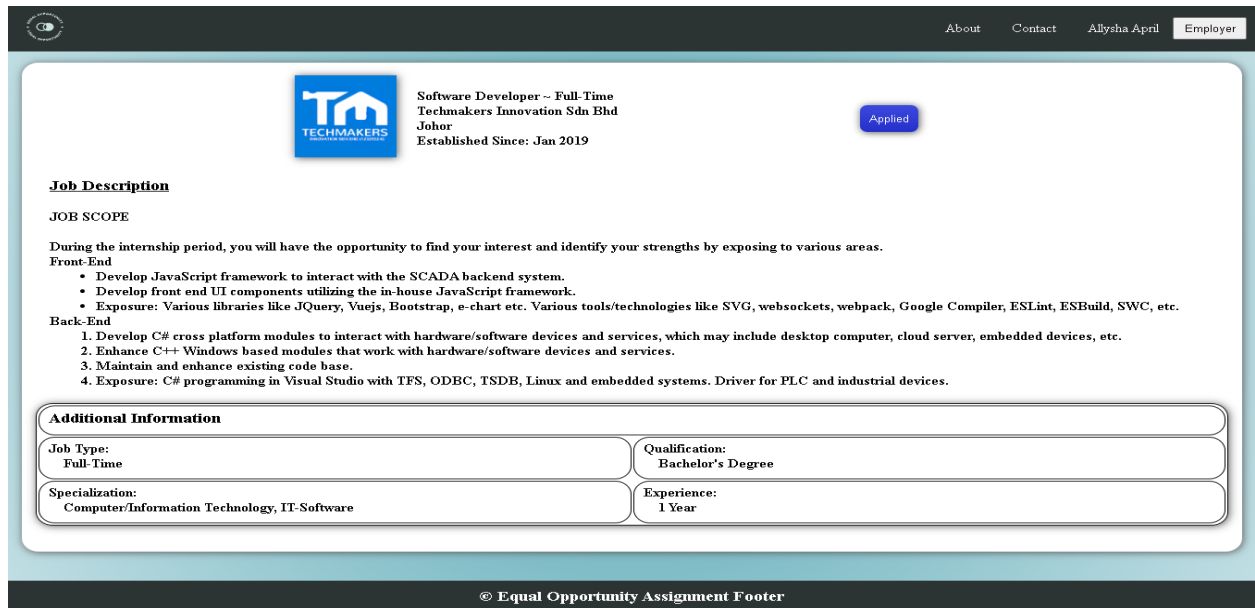 About Contact Allysha April Employer
TM
TECHMAKERS
Software Developer ~ Full-Time
Techmakers Innovation Sdn Bhd
Johor
Established Since: Jan 2019
Applied
Job Description
JOB SCOPE
During the internship period, you will have the opportunity to find your interest and identify your strengths by exposing to various areas.
Front-End
• Develop JavaScript framework to interact with the SCADA backend system.
• Develop front end UI components utilizing the in-house JavaScript framework.
• Exposure: Various libraries like JQuery, Vuejs, Bootstrap, e-chart etc. Various tools/technologies like SVG, websockets, webpack, Google Compiler, ESLint, ESBuild, SWC, etc.
Back-End
1. Develop C# cross platform modules to interact with hardware/software devices and services, which may include desktop computer, cloud server, embedded devices, etc.
2. Enhance C++ Windows based modules that work with hardware/software devices and services.
3. Maintain and enhance existing code base.
4. Exposure: C# programming in Visual Studio with TFS, ODBC, TSDB, Linux and embedded systems. Driver for PLC and industrial devices.
Additional Information
Job Type:
Full-Time
Qualification:
Bachelor's Degree
Specialization:
Computer/Information Technology, IT-Software
Experience:
1 Year
© Equal Opportunity Assignment Footer